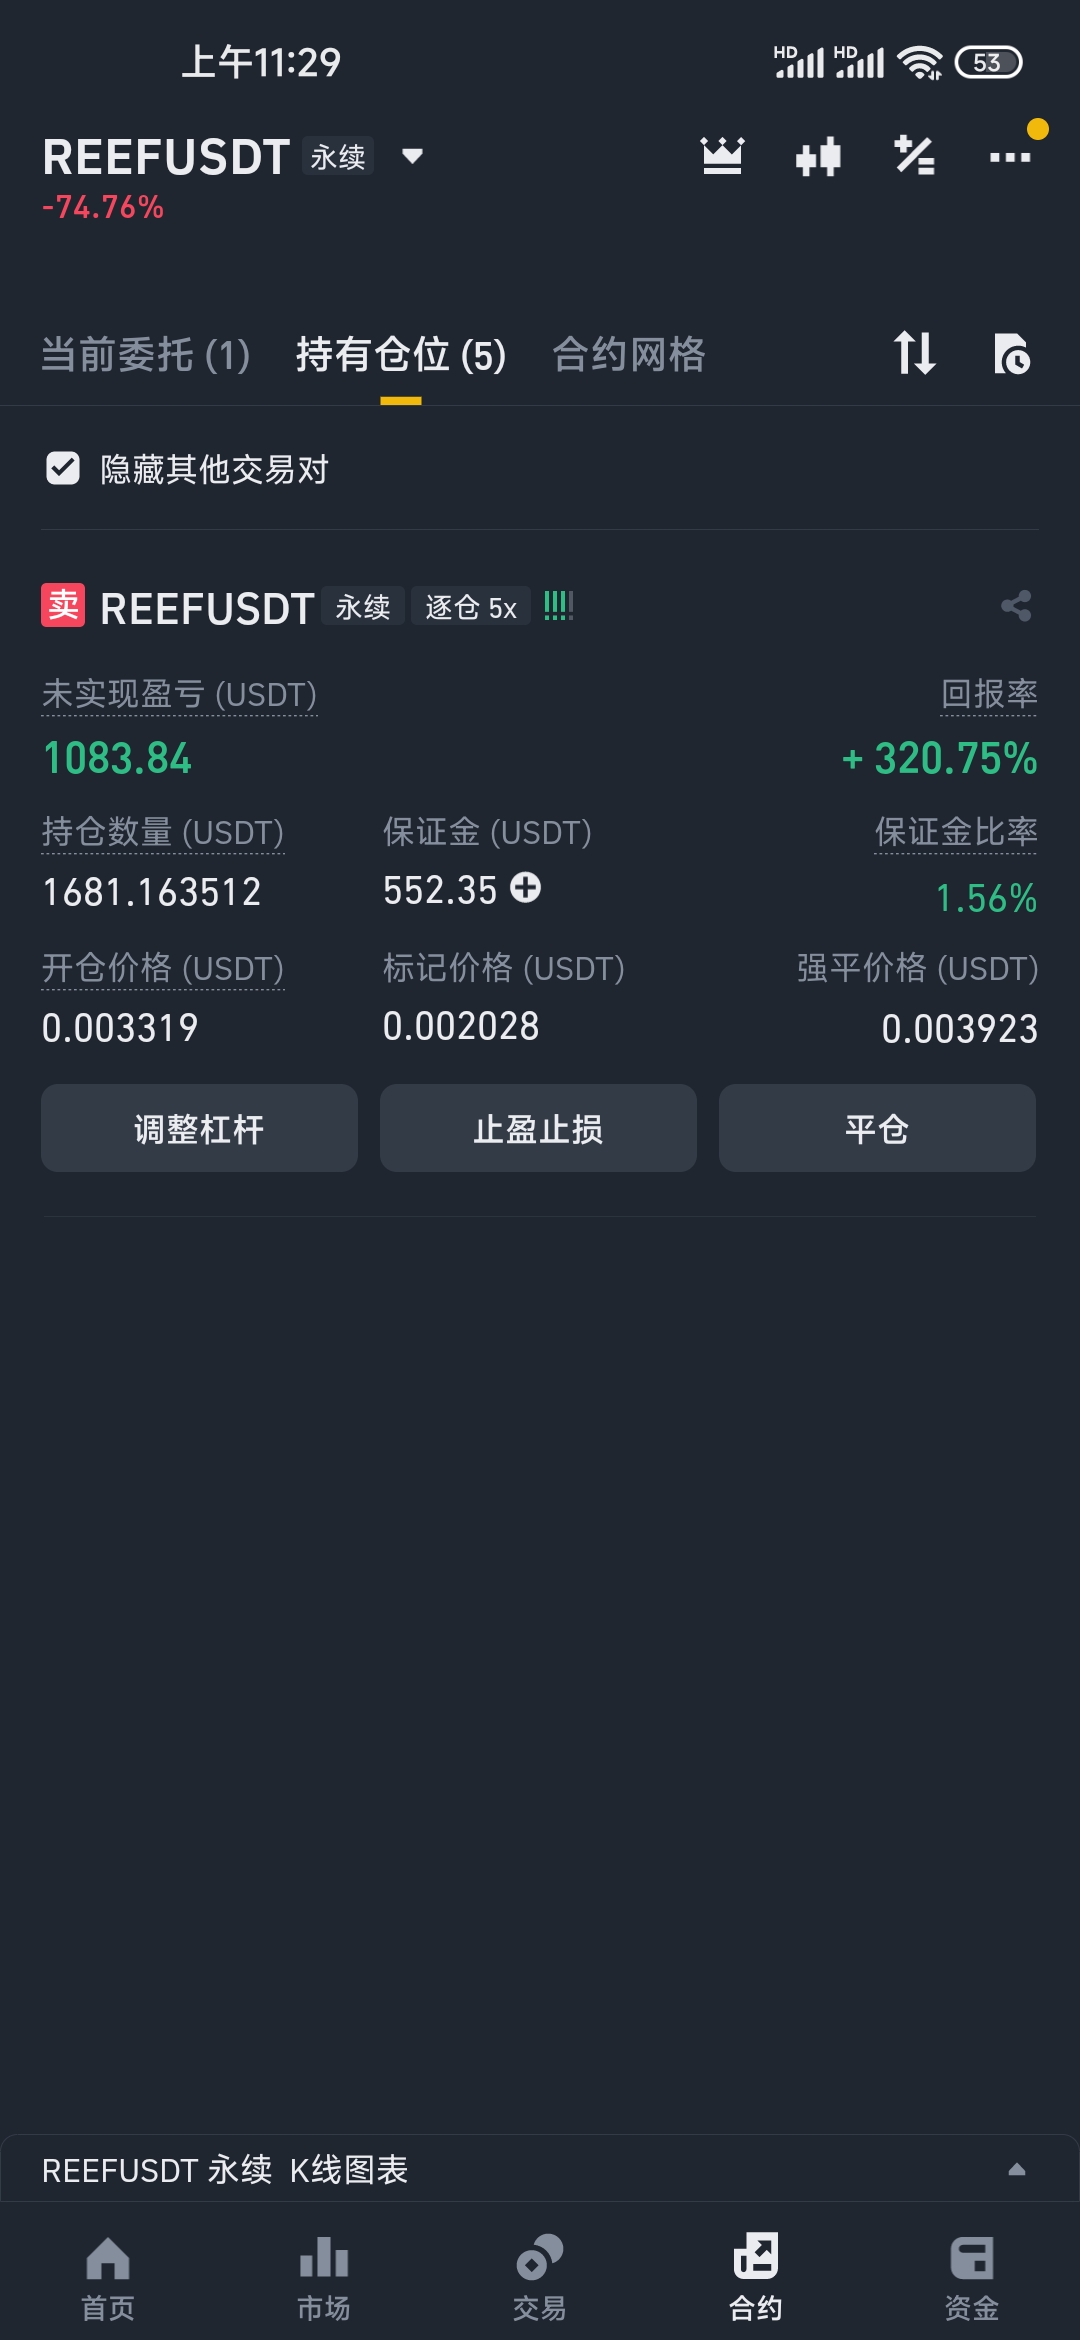 上午11:29
HD HD 53
REEFUSDT 永续
-74.76%
当前委托 (1) 持有仓位 (5) 合约网格
隐藏其他交易对
卖 REEFUSDT 永续 逐仓 5x
未实现盈亏 (USDT) 回报率
1083.84 + 320.75%
持仓数量 (USDT) 保证金 (USDT) 保证金比率
1681.163512 552.35 1.56%
开仓价格 (USDT) 标记价格 (USDT) 强平价格 (USDT)
0.003319 0.002028 0.003923
调整杠杆 止盈止损 平仓
REEFUSDT 永续 K线图表
首页 市场 交易 合约 资金